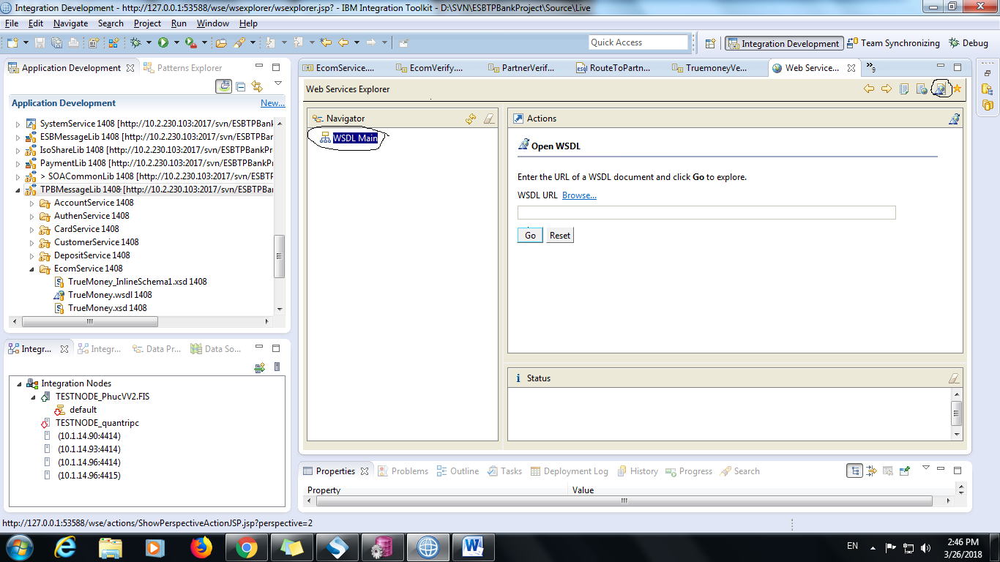 Integration Development - http://127.0.0.1:53588/wse/wsexplorer/wsexplorer.jsp? - IBM Integration Toolkit - D:\SVN\ESBTPBankProject\Source\Live
File Edit Navigate Search Project Run Window Help
Quick Access
Integration Development
Team Synchronizing
Debug
Application Development
Patterns Explorer
Application Development
New...
SystemService 1408 [http://10.2.230.103:2017/svn/ESBTPBank
ESBMessageLib 1408 [http://10.2.230.103:2017/svn/ESBTPBar
IsoShareLib 1408 [http://10.2.230.103:2017/svn/ESBTPBankPr
PaymentLib 1408 [http://10.2.230.103:2017/svn/ESBTPBankPr
> SOACommonLib 1408 [http://10.2.230.103:2017/svn/ESBTP
TPBMessageLib 1408 [http://10.2.230.103:2017/svn/ESBTPBa
AccountService 1408
AuthenService 1408
CardService 1408
CustomerService 1408
DepositService 1408
EcomService 1408
TrueMoney_InlineSchema1.xsd 1408
TrueMoney.wsdl 1408
TrueMoney.xsd 1408
Integr...
Integr...
Data Pr...
Data So...
Integration Nodes
TESTNODE_PhucVV2.FIS
default
TESTNODE_quantripc
(10.1.14.90:4414)
(10.1.14.93:4414)
(10.1.14.96:4414)
(10.1.14.96:4415)
EcomService....
EcomVerify....
PartnerVerif...
RouteToPartn...
TruemoneyVe...
Web Service...
9
Web Services Explorer
Navigator
WSDL Main
Actions
Open WSDL
Enter the URL of a WSDL document and click Go to explore.
WSDL URL Browse...
Go
Reset
Status
Properties
Problems
Outline
Tasks
Deployment Log
History
Progress
Search
Property
Value
http://127.0.0.1:53588/wse/actions/ShowPerspectiveActionJSP.jsp?perspective=2
EN
2:46 PM
3/26/2018